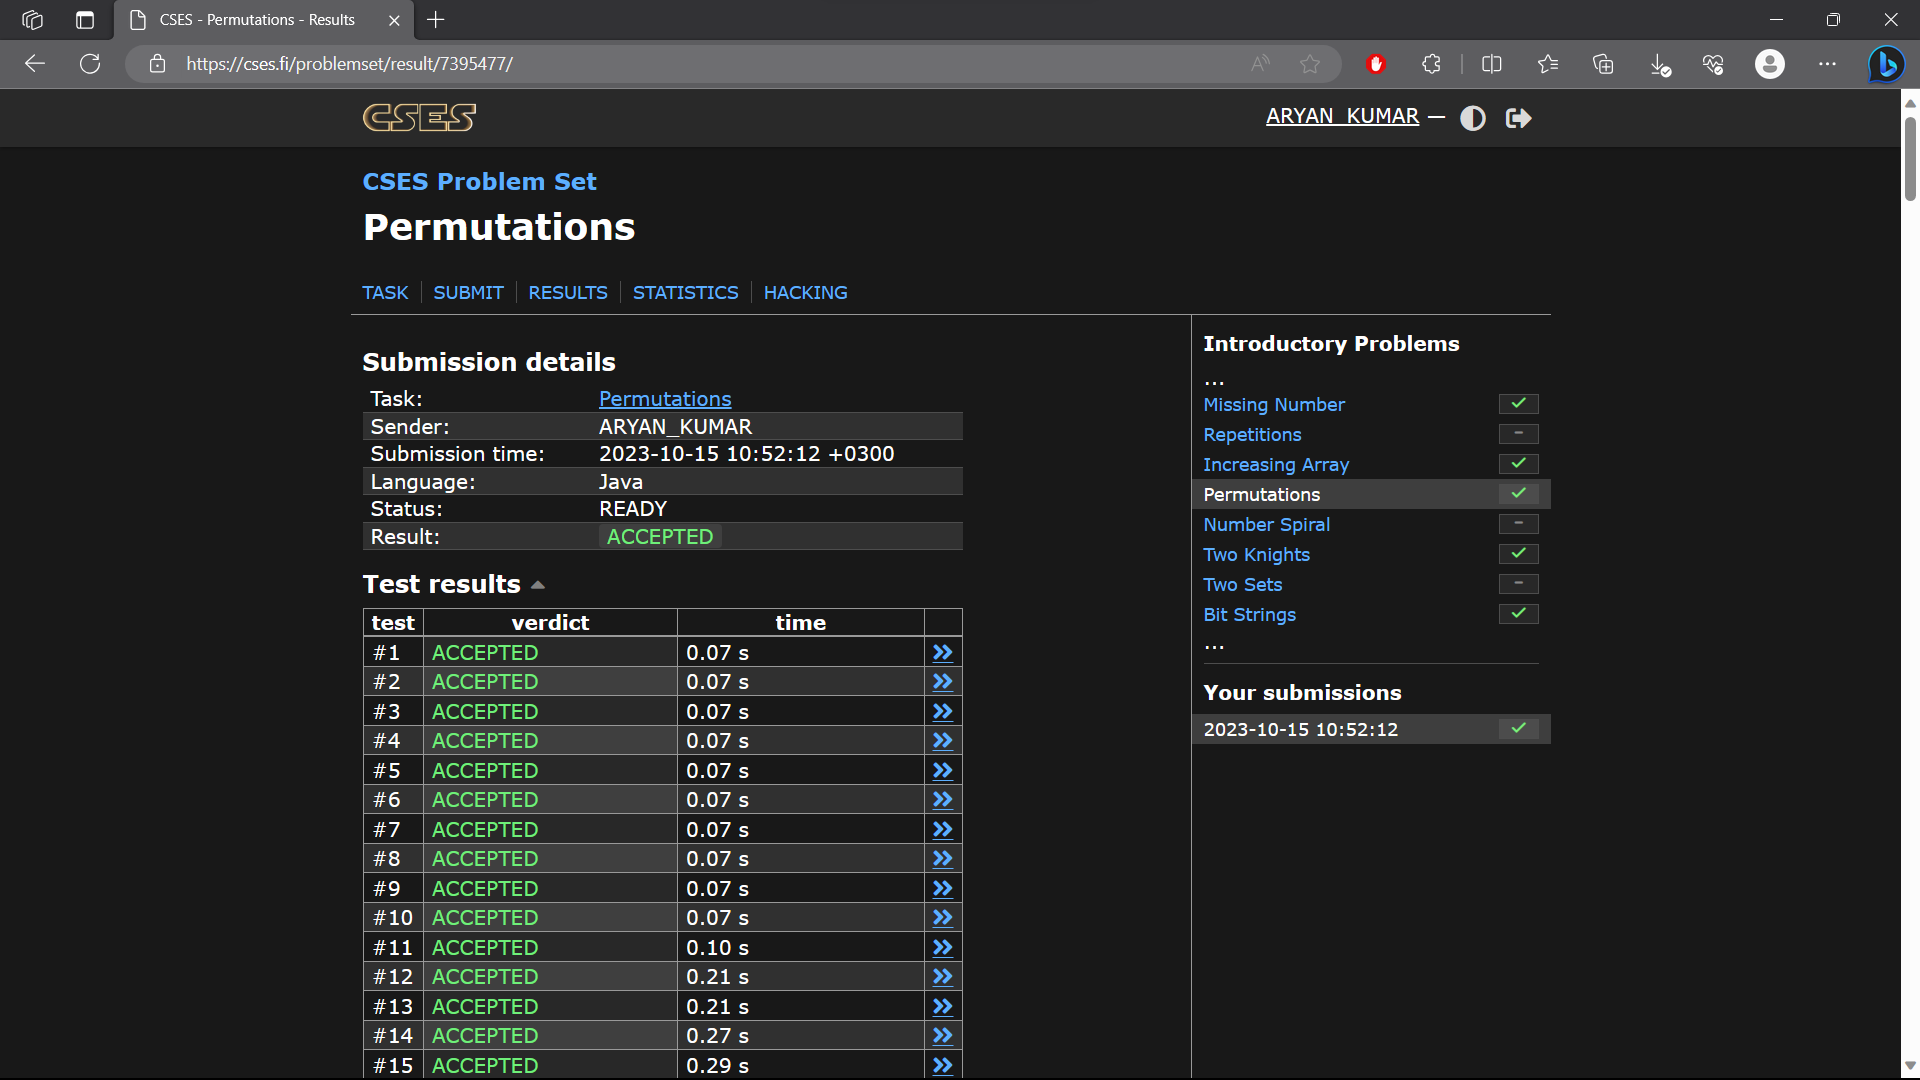 CSES - Permutations - Results
https://cses.fi/problemset/result/7395477/
CSES
ARYAN_KUMAR —
CSES Problem Set
Permutations
TASK SUBMIT RESULTS STATISTICS HACKING
Submission details
Task: Permutations
Sender: ARYAN_KUMAR
Submission time: 2023-10-15 10:52:12 +0300
Language: Java
Status: READY
Result: ACCEPTED
Test results
test verdict time
#1 ACCEPTED 0.07 s
#2 ACCEPTED 0.07 s
#3 ACCEPTED 0.07 s
#4 ACCEPTED 0.07 s
#5 ACCEPTED 0.07 s
#6 ACCEPTED 0.07 s
#7 ACCEPTED 0.07 s
#8 ACCEPTED 0.07 s
#9 ACCEPTED 0.07 s
#10 ACCEPTED 0.07 s
#11 ACCEPTED 0.10 s
#12 ACCEPTED 0.21 s
#13 ACCEPTED 0.21 s
#14 ACCEPTED 0.27 s
#15 ACCEPTED 0.29 s
Introductory Problems
...
Missing Number
Repetitions
Increasing Array
Permutations
Number Spiral
Two Knights
Two Sets
Bit Strings
...
Your submissions
2023-10-15 10:52:12